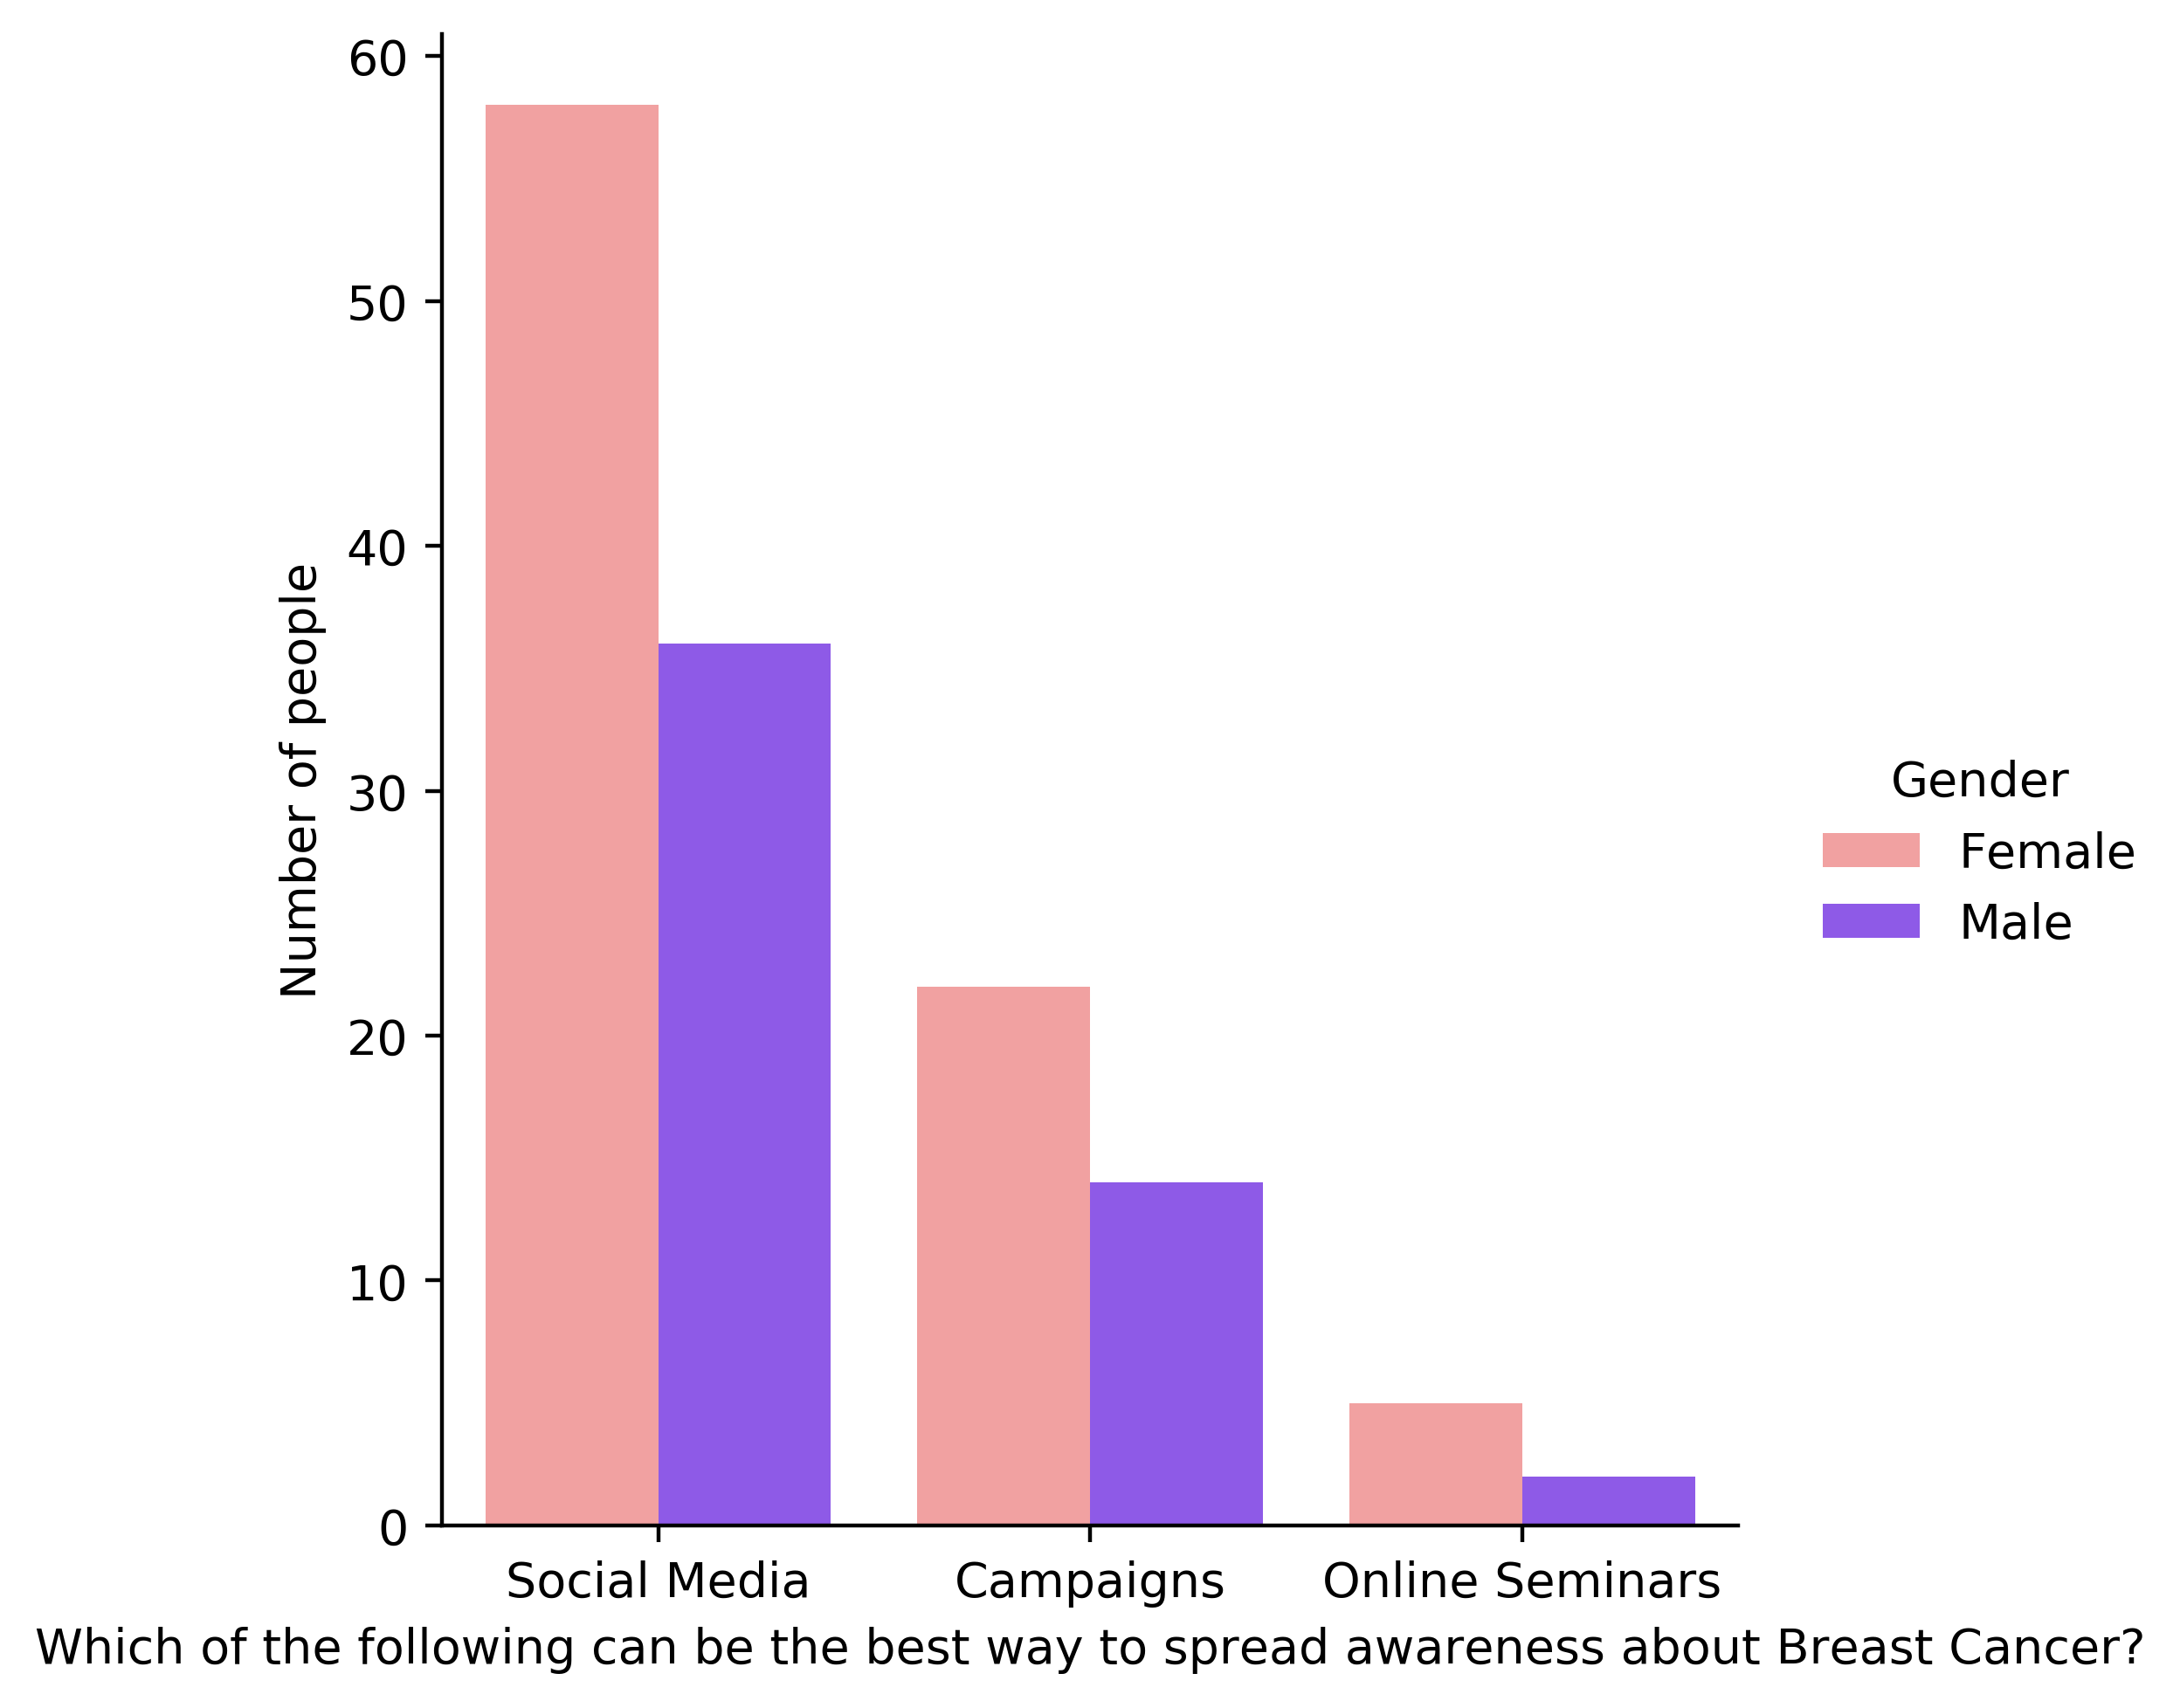 60
50
40
30
20
10
0
Number of people
Social Media
Campaigns
Online Seminars
Which of the following can be the best way to spread awareness about Breast Cancer?
Gender
Female
Male